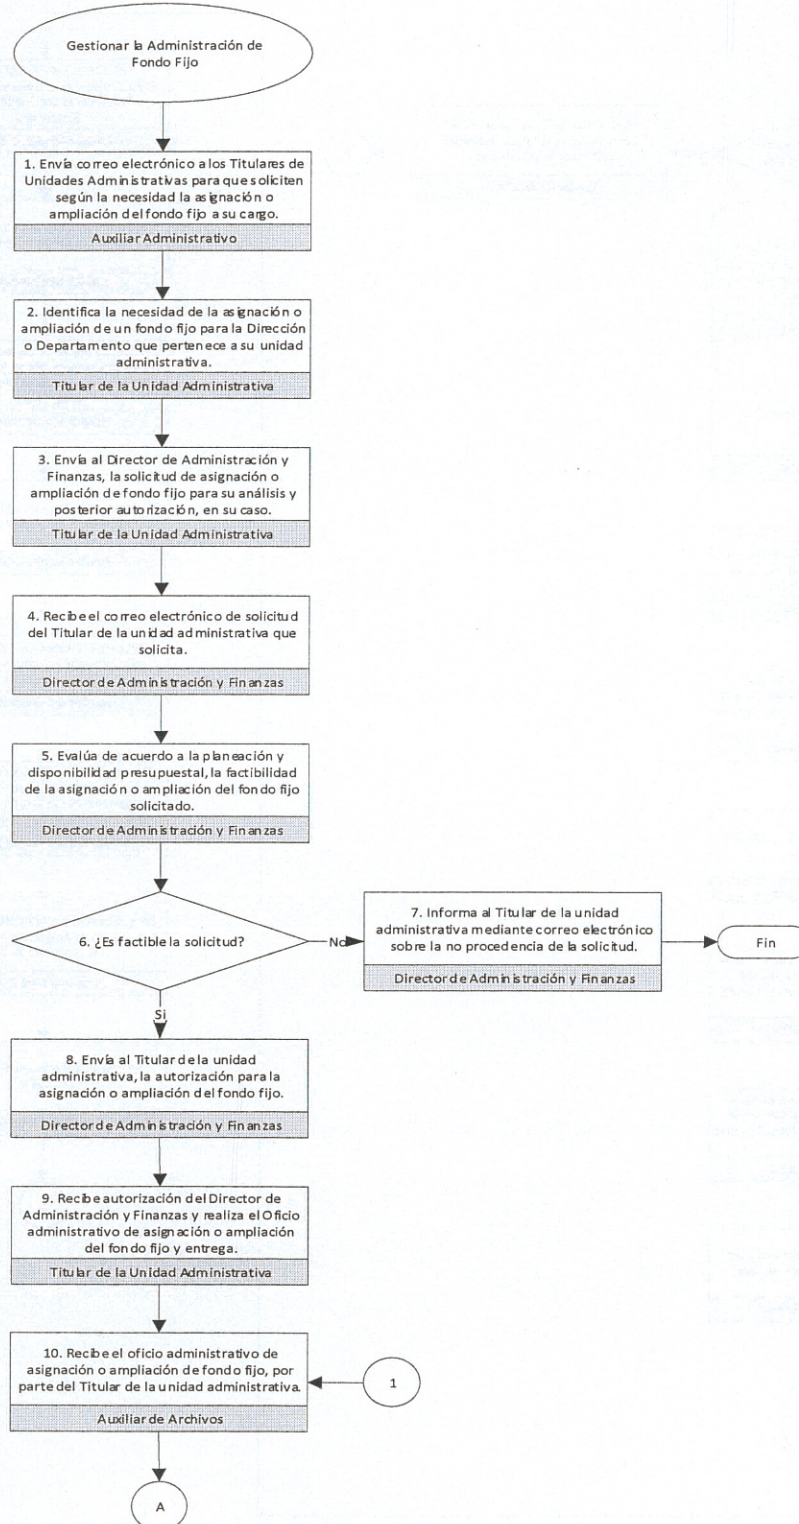 Gestionar la Administración de
Fondo Fijo
1. Envía correo electrónico a los Titulares de
Unidades Administrativas para que soliciten
según la necesidad la asignación o
ampliación del fondo fijo a su cargo.
Auxiliar Administrativo
2. Identifica la necesidad de la asignación o
ampliación de un fondo fijo para la Dirección
o Departamento que pertenece a su unidad
administrativa.
Titular de la Unidad Administrativa
3. Envía al Director de Administración y
Finanzas, la solicitud de asignación o
ampliación de fondo fijo para su análisis y
posterior autorización, en su caso.
Titular de la Unidad Administrativa
4. Recibe el correo electrónico de solicitud
del Titular de la unidad administrativa que
solicita.
Director de Administración y Finanzas
5. Evalúa de acuerdo a la planeación y
disponibilidad presupuestal, la factibilidad
de la asignación o ampliación del fondo fijo
solicitado.
Director de Administración y Finanzas
6. ¿Es factible la solicitud?
No
7. Informa al Titular de la unidad
administrativa mediante correo electrónico
sobre la no procedencia de la solicitud.
Director de Administración y Finanzas
Fin
Si
8. Envía al Titular de la unidad
administrativa, la autorización para la
asignación o ampliación del fondo fijo.
Director de Administración y Finanzas
9. Recibe autorización del Director de
Administración y Finanzas y realiza el Oficio
administrativo de asignación o ampliación
del fondo fijo y entrega.
Titular de la Unidad Administrativa
10. Recibe el oficio administrativo de
asignación o ampliación de fondo fijo, por
parte del Titular de la unidad administrativa.
Auxiliar de Archivos
1
A